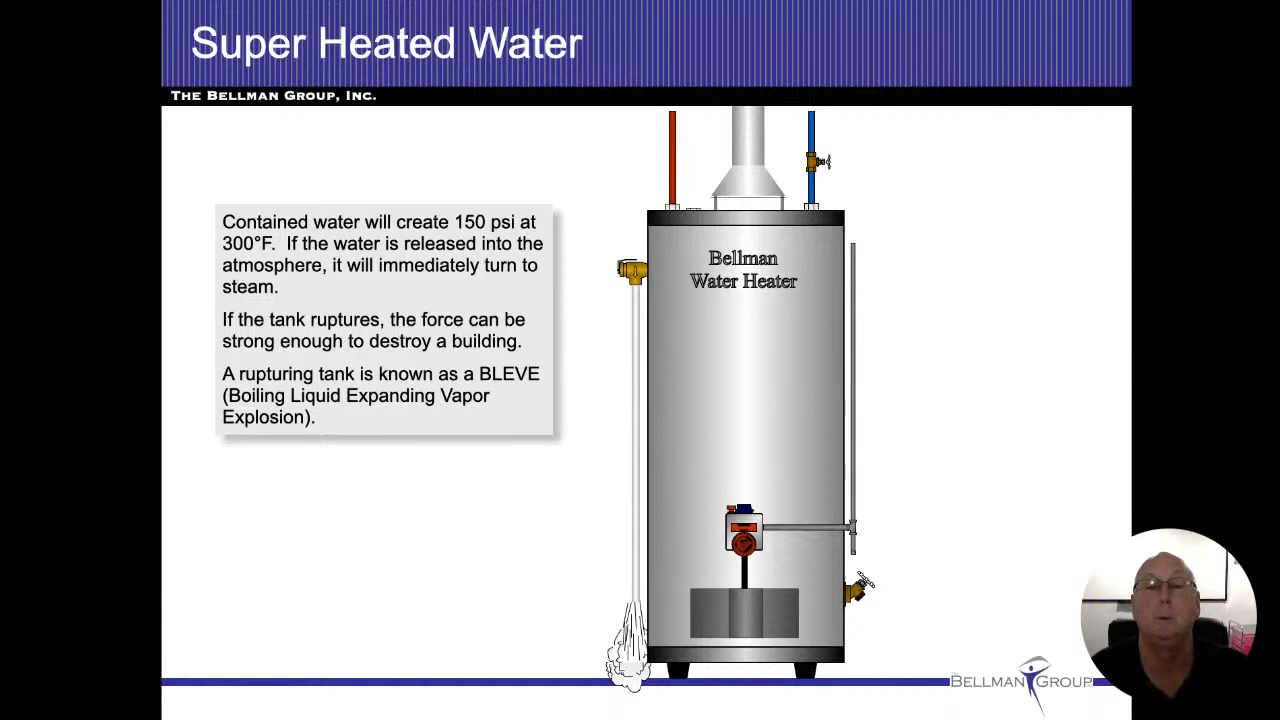 Super Heated Water
THE BELLMAN GROUP, INC.
Contained water will create 150 psi at
300°F.  If the water is released into the
atmosphere, it will immediately turn to
steam.
If the tank ruptures, the force can be
strong enough to destroy a building.
A rupturing tank is known as a BLEVE
(Boiling Liquid Expanding Vapor
Explosion).
Bellman
Water Heater
BELLMAN GROUP